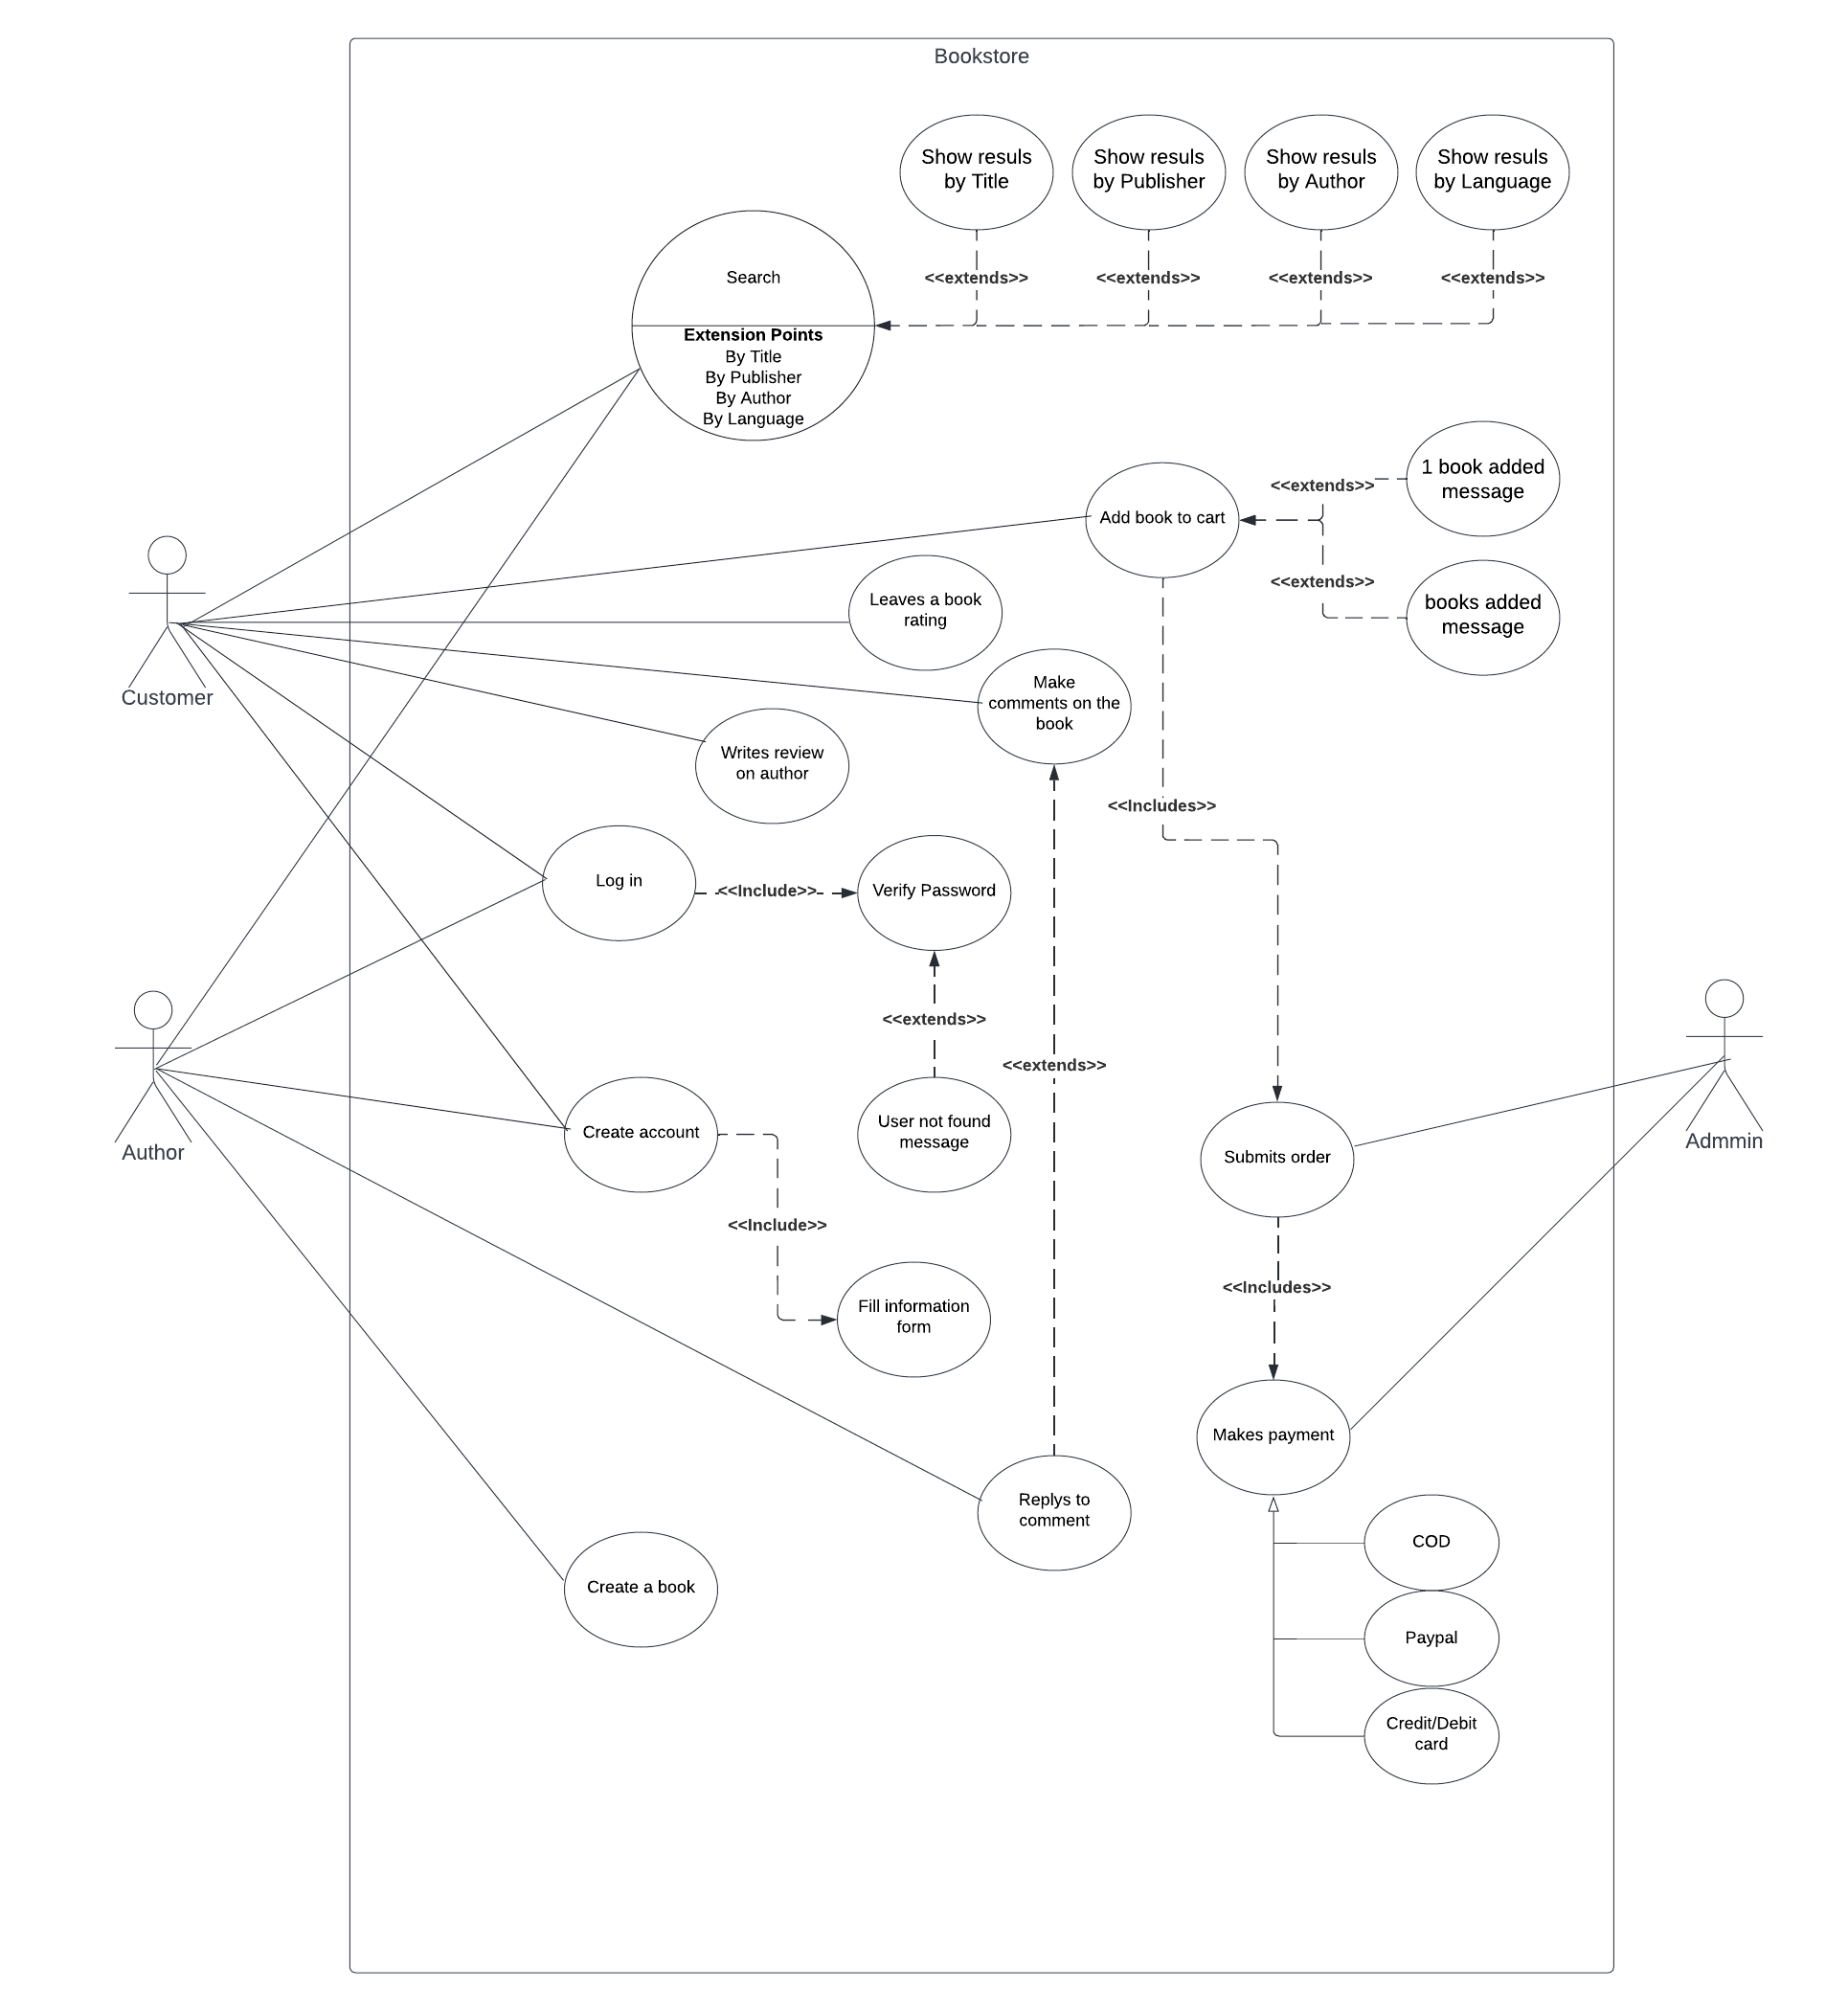 Bookstore
Show resuls
by Title
Show resuls
by Publisher
Show resuls
by Author
Show resuls
by Language
<<extends>>
<<extends>>
<<extends>>
<<extends>>
Search
Extension Points
By Title
By Publisher
By Author
By Language
1 book added
message
<<extends>>
Add book to cart
<<extends>>
books added
message
Leaves a book
rating
Customer
Make
comments on the
book
Writes review
on author
<<Includes>>
Log in
<<Include>>
Verify Password
<<extends>>
<<extends>>
Author
Create account
User not found
message
Submits order
Admmin
<<Include>>
<<Includes>>
Fill information
form
Makes payment
Replys to
comment
COD
Create a book
Paypal
Credit/Debit
card